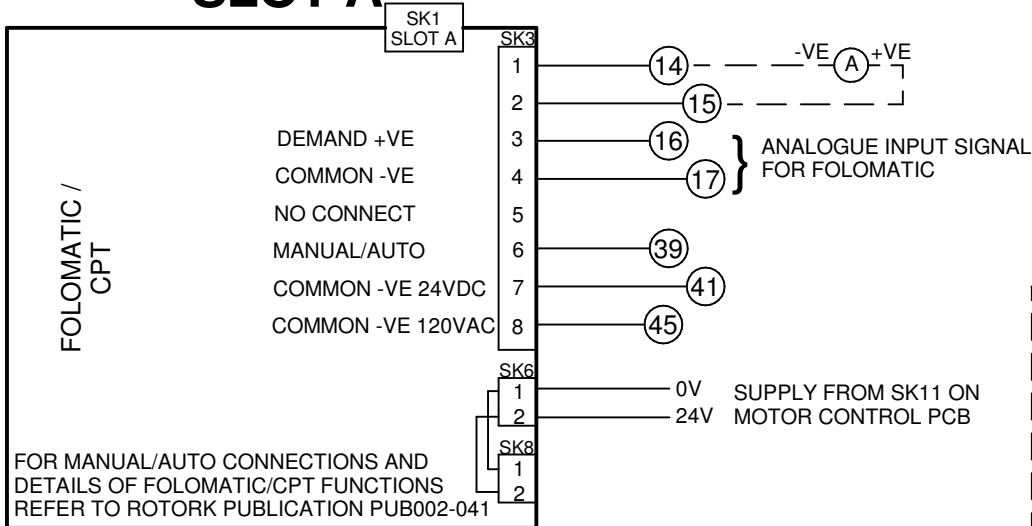 SK1
SLOT A
SK3
1 14 -VE A +VE
2 15
DEMAND +VE 3 16
COMMON -VE 4 17
} ANALOGUE INPUT SIGNAL
FOR FOLOMATIC
NO CONNECT 5
MANUAL/AUTO 6 39
COMMON -VE 24VDC 7 41
COMMON -VE 120VAC 8 45
FOLOMATIC /
CPT
SK6
1 0V
2 24V
SUPPLY FROM SK11 ON
MOTOR CONTROL PCB
SK8
1
2
FOR MANUAL/AUTO CONNECTIONS AND
DETAILS OF FOLOMATIC/CPT FUNCTIONS
REFER TO ROTORK PUBLICATION PUB002-041